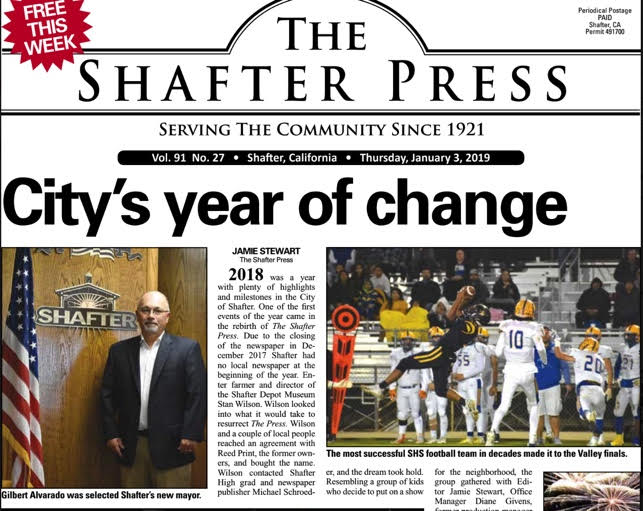 FREE
THIS
WEEK
Periodical Postage
PAID
Shafter, CA
Permit 491700
THE
SHAFTER PRESS
SERVING THE COMMUNITY SINCE 1921
Vol. 91 No. 27 • Shafter, California • Thursday, January 3, 2019
City's year of change
SHAFTER
Gilbert Alvarado was selected Shafter's new mayor.
JAMIE STEWART
The Shafter Press
2018 was a year
with plenty of highlights
and milestones in the City
of Shafter. One of the first
events of the year came in
the rebirth of The Shafter
Press. Due to the closing
of the newspaper in De-
cember 2017 Shafter had
no local newspaper at the
beginning of the year. En-
ter farmer and director of
the Shafter Depot Museum
Stan Wilson. Wilson looked
into what it would take to
resurrect The Press. Wilson
and a couple of local people
reached an agreement with
Reed Print, the former own-
ers, and bought the name.
Wilson contacted Shafter
High grad and newspaper
publisher Michael Schroed-
55
10
20
The most successful SHS football team in decades made it to the Valley finals.
er, and the dream took hold.
Resembling a group of kids
who decide to put on a show
for the neighborhood, the
group gathered with Edi-
tor Jamie Stewart, Office
Manager Diane Givens,
former production manager